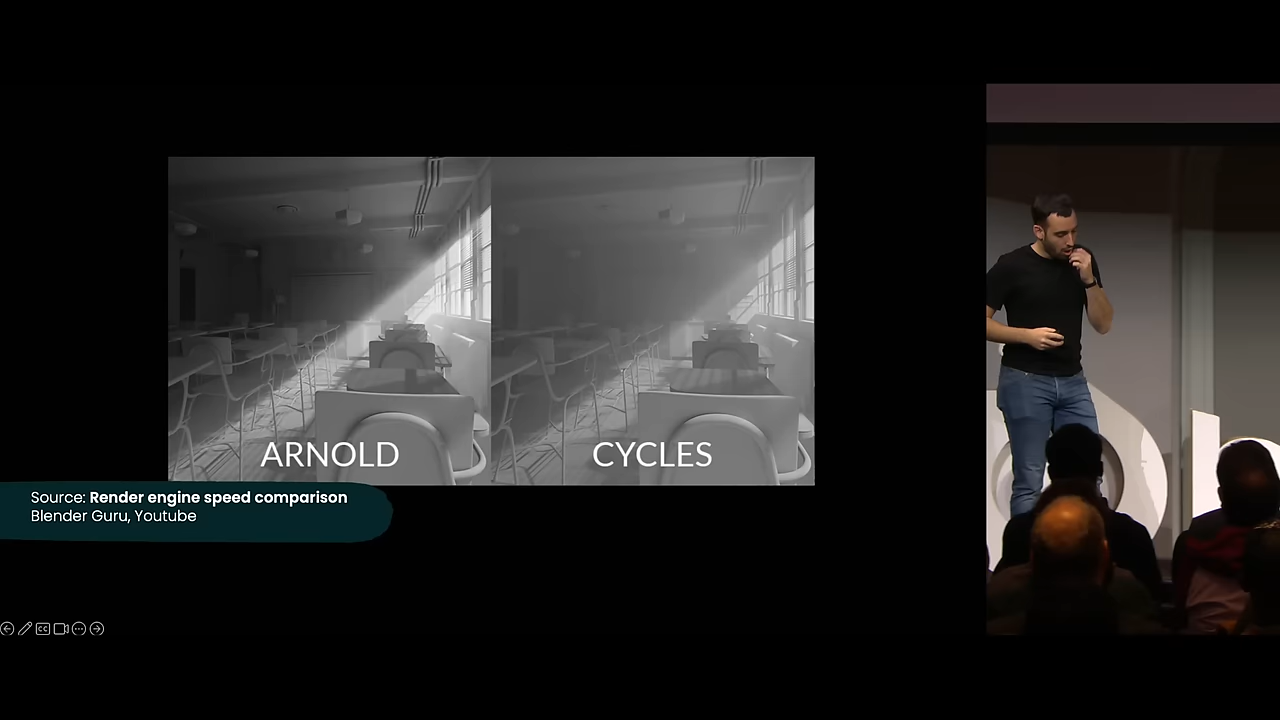 ARNOLD
CYCLES
Source: Render engine speed comparison
Blender Guru, Youtube